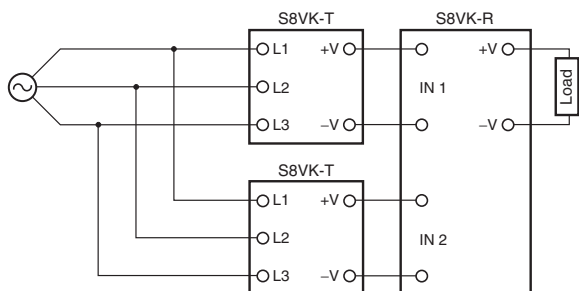 S8VK-T
S8VK-R
L1
+V
+V
L2
IN 1
Load
L3
−V
−V
S8VK-T
L1
+V
L2
IN 2
L3
−V